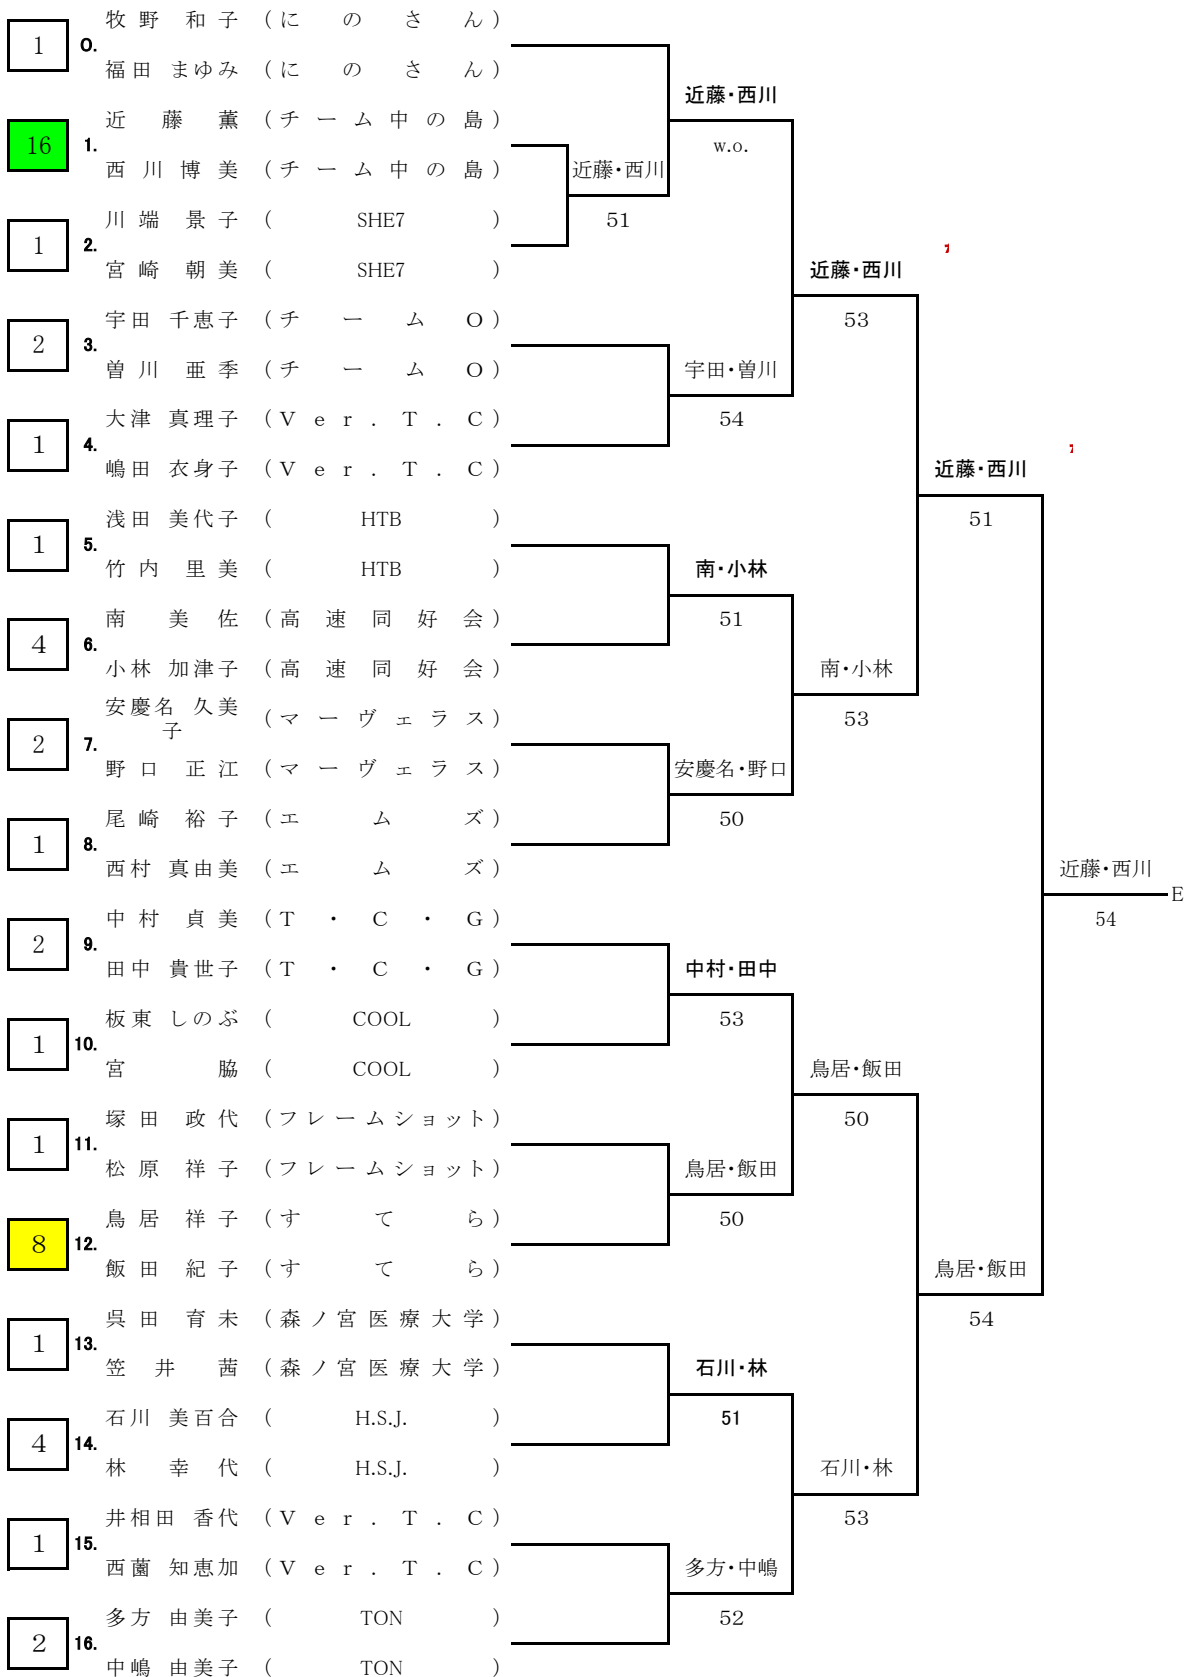 1 0. 牧野 和子 (にのさん)
福田 まゆみ (にのさん)
16 1. 近藤 薫 (チーム中の島)
西川博美 (チーム中の島)
1 2. 川端 景子 (SHE7)
宮崎 朝美 (SHE7)
2 3. 宇田 千恵子 (チームO)
曽川 亜季 (チームO)
1 4. 大津 真理子 (Ver.T.C)
嶋田 衣身子 (Ver.T.C)
1 5. 浅田 美代子 (HTB)
竹内 里美 (HTB)
4 6. 南 美佐 (高速同好会)
小林 加津子 (高速同好会)
2 7. 安慶名 久美
子 (マーヴェラス)
野口 正江 (マーヴェラス)
1 8. 尾崎 裕子 (エムズ)
西村 真由美 (エムズ)
2 9. 中村 貞美 (T・C・G)
田中 貴世子 (T・C・G)
1 10. 板東 しのぶ (COOL)
宮 脇 (COOL)
1 11. 塚田 政代 (フレームショット)
松原 祥子 (フレームショット)
8 12. 鳥居 祥子 (すてら)
飯田 紀子 (すてら)
1 13. 呉田 育未 (森ノ宮医療大学)
笠井 茜 (森ノ宮医療大学)
4 14. 石川 美百合 (H.S.J.)
林 幸代 (H.S.J.)
1 15. 井相田 香代 (Ver.T.C)
西薗 知恵加 (Ver.T.C)
2 16. 多方 由美子 (TON)
中嶋 由美子 (TON)
近藤・西川
51
近藤・西川
w.o.
宇田・曽川
54
南・小林
51
安慶名・野口
50
中村・田中
53
鳥居・飯田
50
石川・林
51
多方・中嶋
52
近藤・西川
53
南・小林
53
鳥居・飯田
50
石川・林
53
近藤・西川
51
鳥居・飯田
54
近藤・西川
54
E